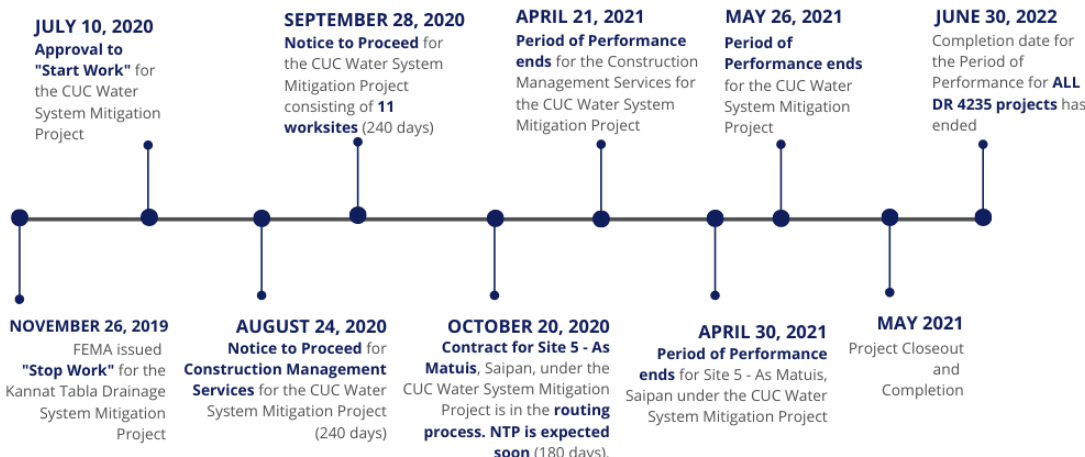 JULY 10, 2020
Approval to
"Start Work" for
the CUC Water
System Mitigation
Project
SEPTEMBER 28, 2020
Notice to Proceed for
the CUC Water System
Mitigation Project
consisting of 11
worksites (240 days)
APRIL 21, 2021
Period of Performance
ends for the Construction
Management Services for
the CUC Water System
Mitigation Project
MAY 26, 2021
Period of
Performance ends
for the CUC Water
System Mitigation
Project
JUNE 30, 2022
Completion date for
the Period of
Performance for ALL
DR 4235 projects has
ended
NOVEMBER 26, 2019
FEMA issued
"Stop Work" for the
Kannat Tabla Drainage
System Mitigation
Project
AUGUST 24, 2020
Notice to Proceed for
Construction Management
Services for the CUC Water
System Mitigation Project
(240 days)
OCTOBER 20, 2020
Contract for Site 5 - As
Matuis, Saipan, under the
CUC Water System Mitigation
Project is in the routing
process. NTP is expected
soon (180 days).
APRIL 30, 2021
Period of Performance
ends for Site 5 - As Matuis,
Saipan under the CUC Water
System Mitigation Project
MAY 2021
Project Closeout
and
Completion